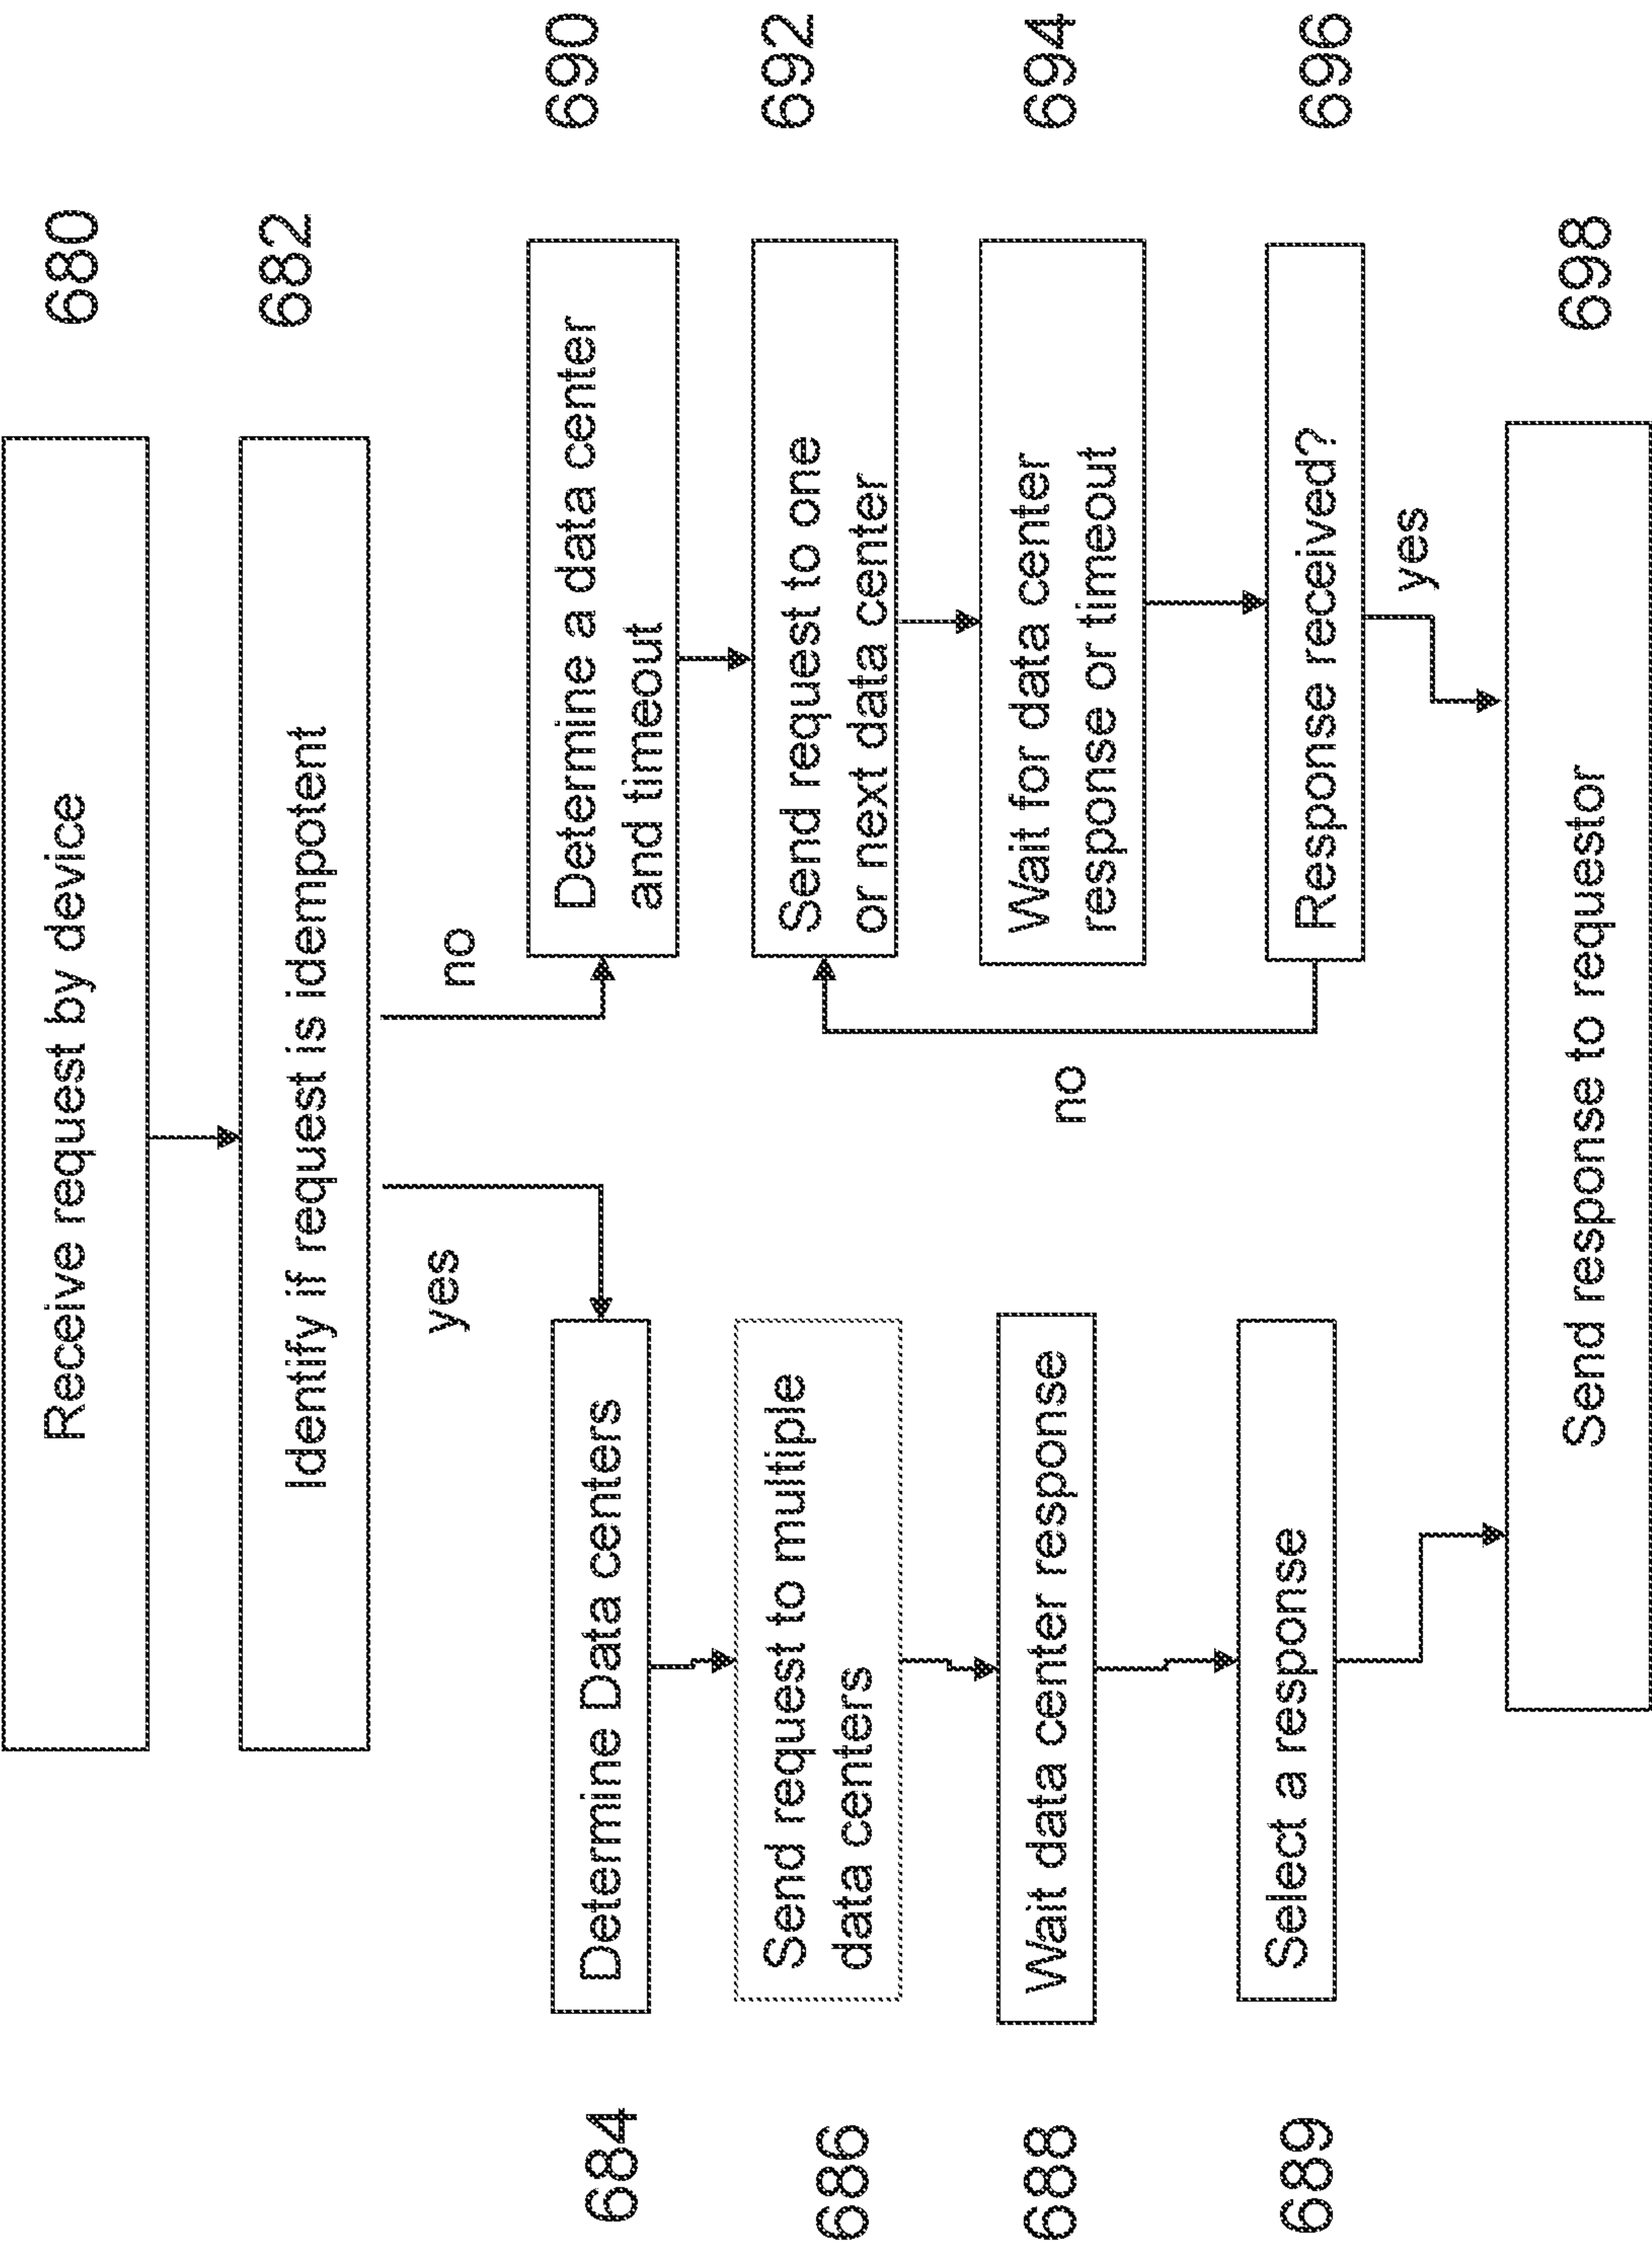 Receive request by device
680
Identify if request is idempotent
682
yes
no
684
Determine Data centers
686
Send request to multiple
data centers
688
Wait data center response
689
Select a response
Determine a data center
and timeout
690
Send request to one
or next data center
692
Wait for data center
response or timeout
694
no
Response received?
696
yes
Send response to requestor
698